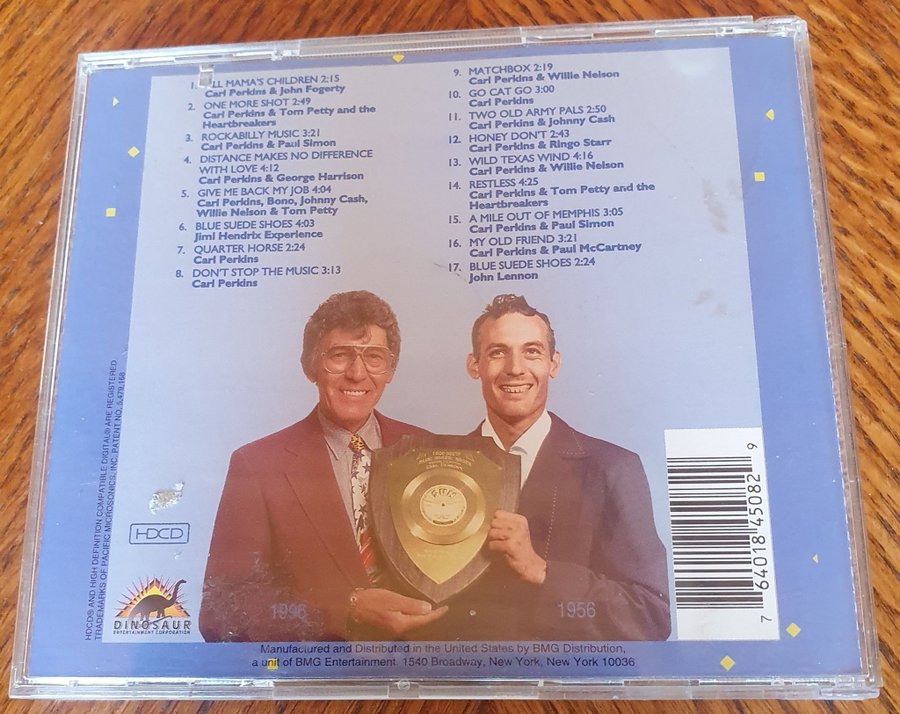 1. ALL MAMA'S CHILDREN 2:15
Carl Perkins & John Fogerty
2. ONE MORE SHOT 2:49
Carl Perkins & Tom Petty and the
Heartbreakers
3. ROCKABILLY MUSIC 3:21
Carl Perkins & Paul Simon
4. DISTANCE MAKES NO DIFFERENCE
WITH LOVE 4:12
Carl Perkins & George Harrison
5. GIVE ME BACK MY JOB 4:04
Carl Perkins, Bono, Johnny Cash,
Willie Nelson & Tom Petty
6. BLUE SUEDE SHOES 4:03
Jimi Hendrix Experience
7. QUARTER HORSE 2:24
Carl Perkins
8. DON'T STOP THE MUSIC 3:13
Carl Perkins
9. MATCHBOX 2:19
Carl Perkins & Willie Nelson
10. GO CAT GO 3:00
Carl Perkins
11. TWO OLD ARMY PALS 2:50
Carl Perkins & Johnny Cash
12. HONEY DON'T 2:43
Carl Perkins & Ringo Starr
13. WILD TEXAS WIND 4:16
Carl Perkins & Willie Nelson
14. RESTLESS 4:25
Carl Perkins & Tom Petty and the
Heartbreakers
15. A MILE OUT OF MEMPHIS 3:05
Carl Perkins & Paul Simon
16. MY OLD FRIEND 3:21
Carl Perkins & Paul McCartney
17. BLUE SUEDE SHOES 2:24
John Lennon
HDCD® AND HIGH DEFINITION COMPATIBLE DIGITAL® ARE REGISTERED
TRADEMARKS OF PACIFIC MICROSONICS, INC. PATENT NO. 5,479,168
HDCD
DINOSAUR
ENTERTAINMENT CORPORATION
1996
1956
7 64018 45082 9
Manufactured and Distributed in the United States by BMG Distribution,
a unit of BMG Entertainment 1540 Broadway, New York, New York 10036